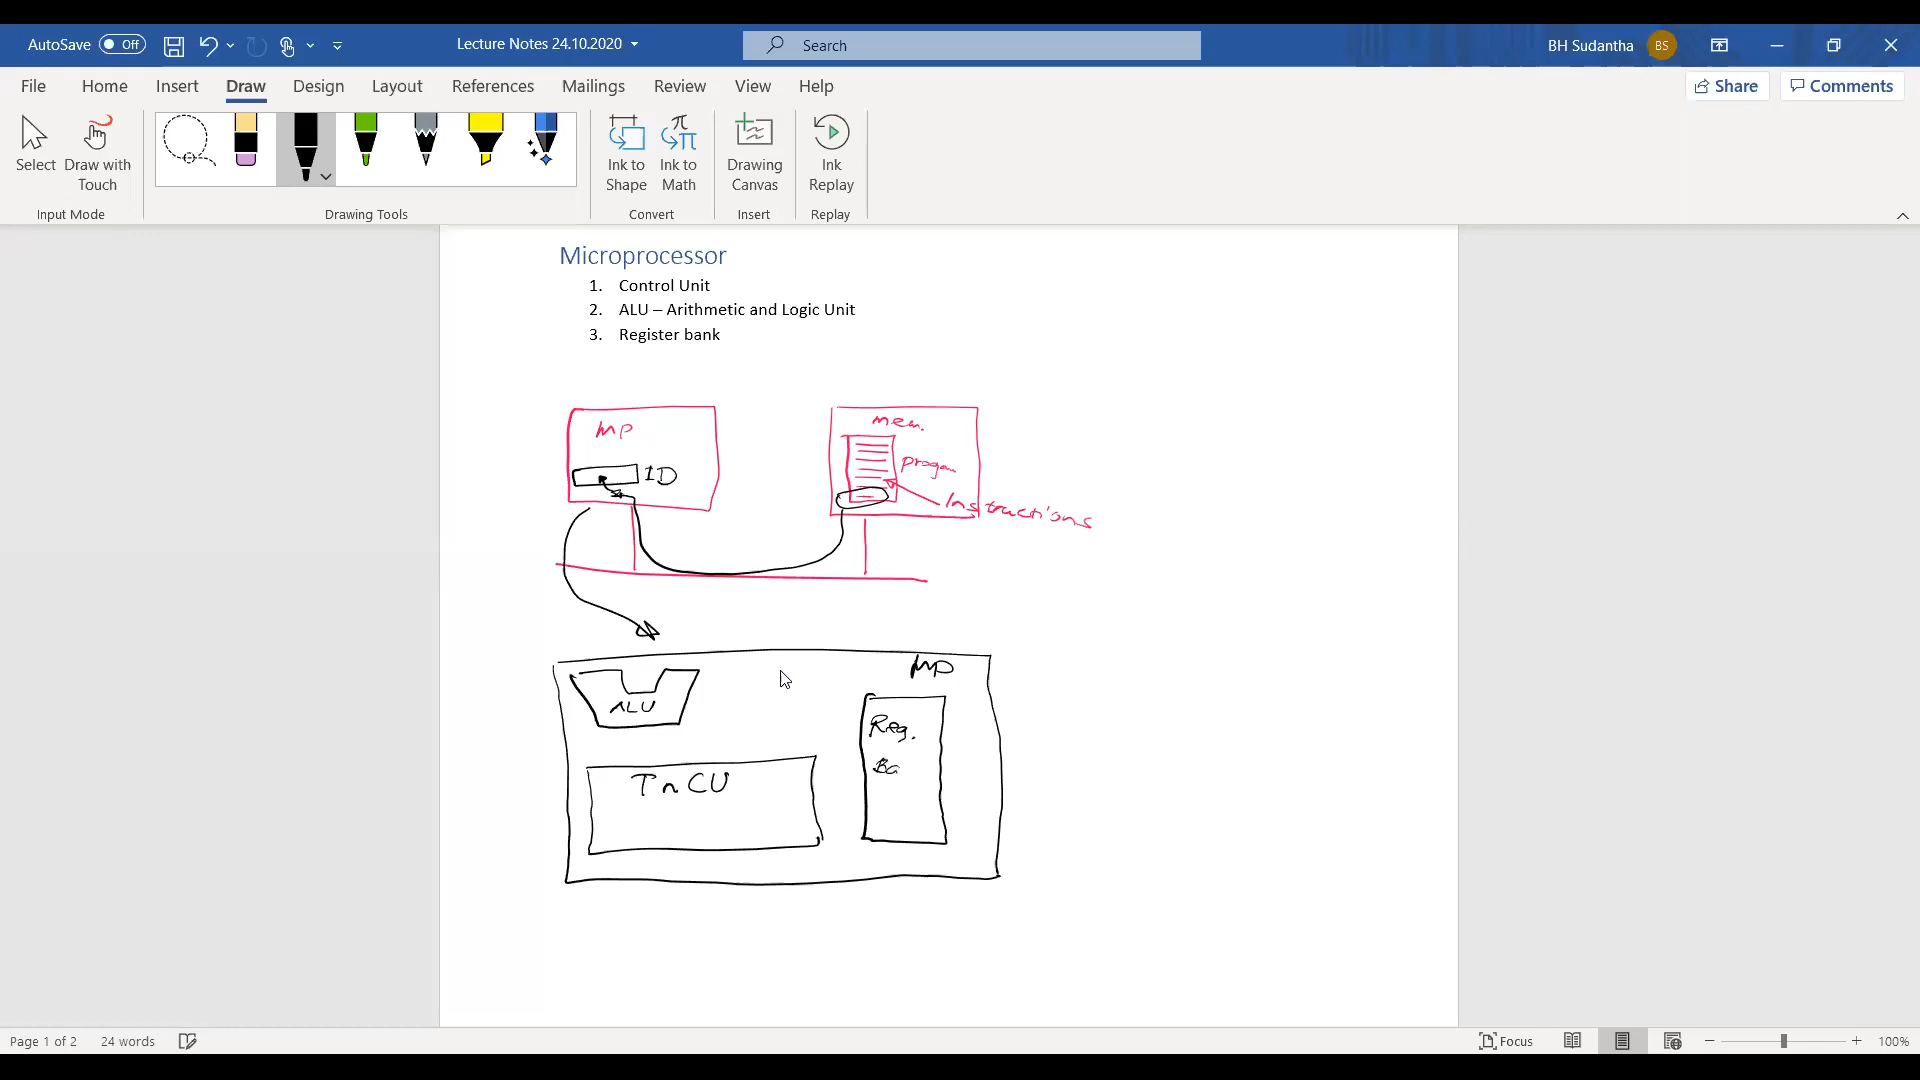 AutoSave Off
Lecture Notes 24.10.2020
Search
BH Sudantha BS
File Home Insert Draw Design Layout References Mailings Review View Help
Share Comments
Select
Draw with Touch
Ink to Shape
Ink to Math
Drawing Canvas
Ink Replay
Input Mode Drawing Tools Convert Insert Replay
Microprocessor
1. Control Unit
2. ALU – Arithmetic and Logic Unit
3. Register bank
MP
mem.
ID
progam
Instructions
MP
ALU
Reg.
Ba
TnCU
Page 1 of 2 24 words
Focus
100%